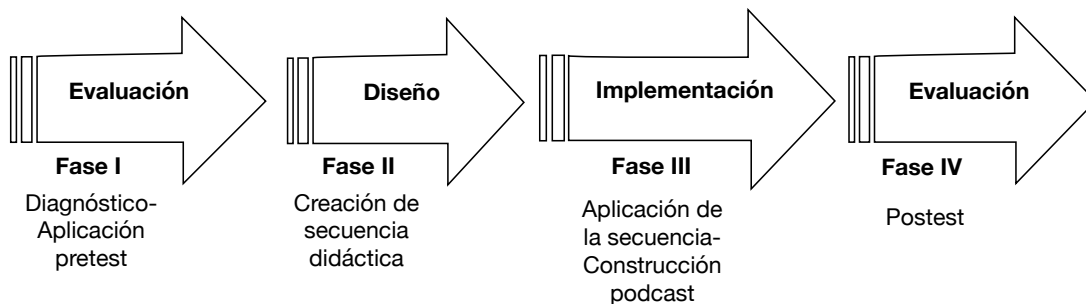 Evaluación
Fase I
Diagnóstico-
Aplicación
pretest
Diseño
Fase II
Creación de
secuencia
didáctica
Implementación
Fase III
Aplicación de
la secuencia-
Construcción
podcast
Evaluación
Fase IV
Postest